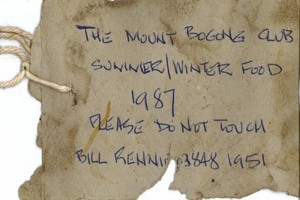 THE MOUNT BOGONG CLUB
SUMMER/WINTER FOOD
1987
PLEASE DO NOT TOUCH
BILL RENNIE 3848 1951